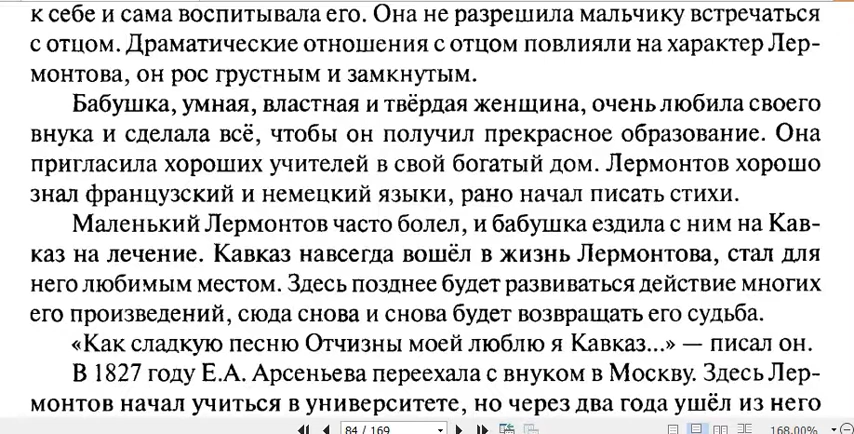 к себе и сама воспитывала его. Она не разрешила мальчику встречаться
с отцом. Драматические отношения с отцом повлияли на характер Лер-
монтова, он рос грустным и замкнутым.
Бабушка, умная, властная и твёрдая женщина, очень любила своего
внука и сделала всё, чтобы он получил прекрасное образование. Она
пригласила хороших учителей в свой богатый дом. Лермонтов хорошо
знал французский и немецкий языки, рано начал писать стихи.
Маленький Лермонтов часто болел, и бабушка ездила с ним на Кав-
каз на лечение. Кавказ навсегда вошёл в жизнь Лермонтова, стал для
него любимым местом. Здесь позднее будет развиваться действие многих
его произведений, сюда снова и снова будет возвращать его судьба.
«Как сладкую песню Отчизны моей люблю я Кавказ...» — писал он.
В 1827 году Е.А. Арсеньева переехала с внуком в Москву. Здесь Лер-
монтов начал учиться в университете, но через два года ушёл из него
84 / 169 168.00%